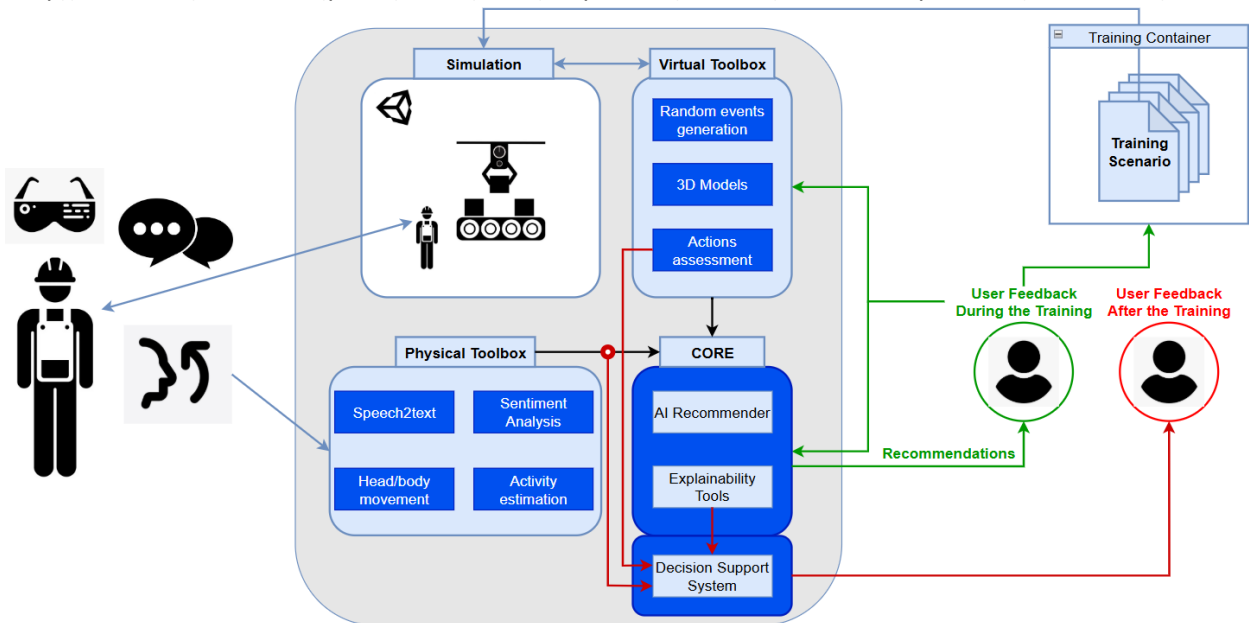 Training Container
Simulation
Virtual Toolbox
Random events
generation
3D Models
Actions
assessment
Training
Scenario
User Feedback
During the Training
User Feedback
After the Training
Physical Toolbox
CORE
Speech2text
Sentiment
Analysis
Head/body
movement
Activity
estimation
AI Recommender
Explainability
Tools
Recommendations
Decision Support
System